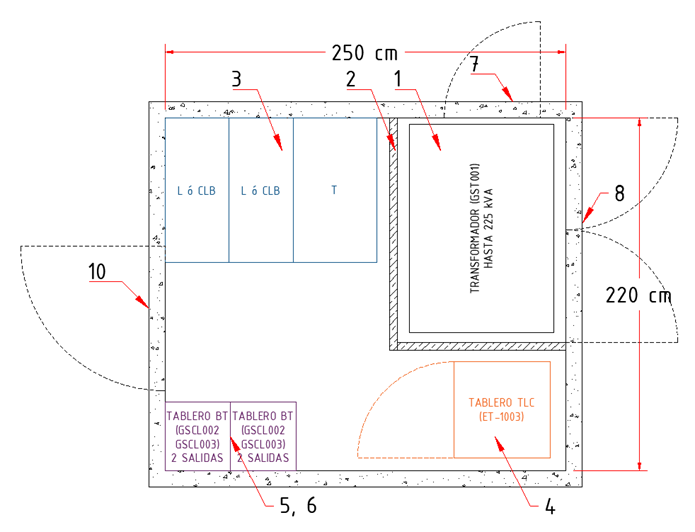 250 cm
7
3
2
1
L ó CLB
L ó CLB
T
TRANSFORMADOR (GST001)
HASTA 225 kVA
8
10
220 cm
TABLERO BT
(GSCL002
GSCL003)
2 SALIDAS
TABLERO BT
(GSCL002
GSCL003)
2 SALIDAS
TABLERO TLC
(ET-1003)
5, 6
4